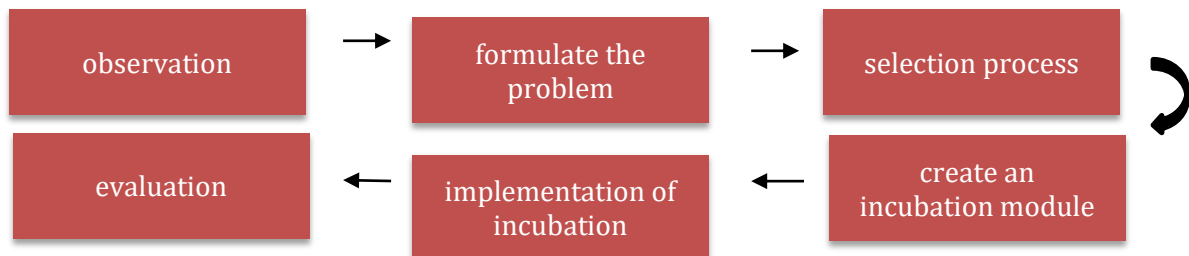 observation
formulate the
problem
selection process
create an
incubation module
implementation of
incubation
evaluation